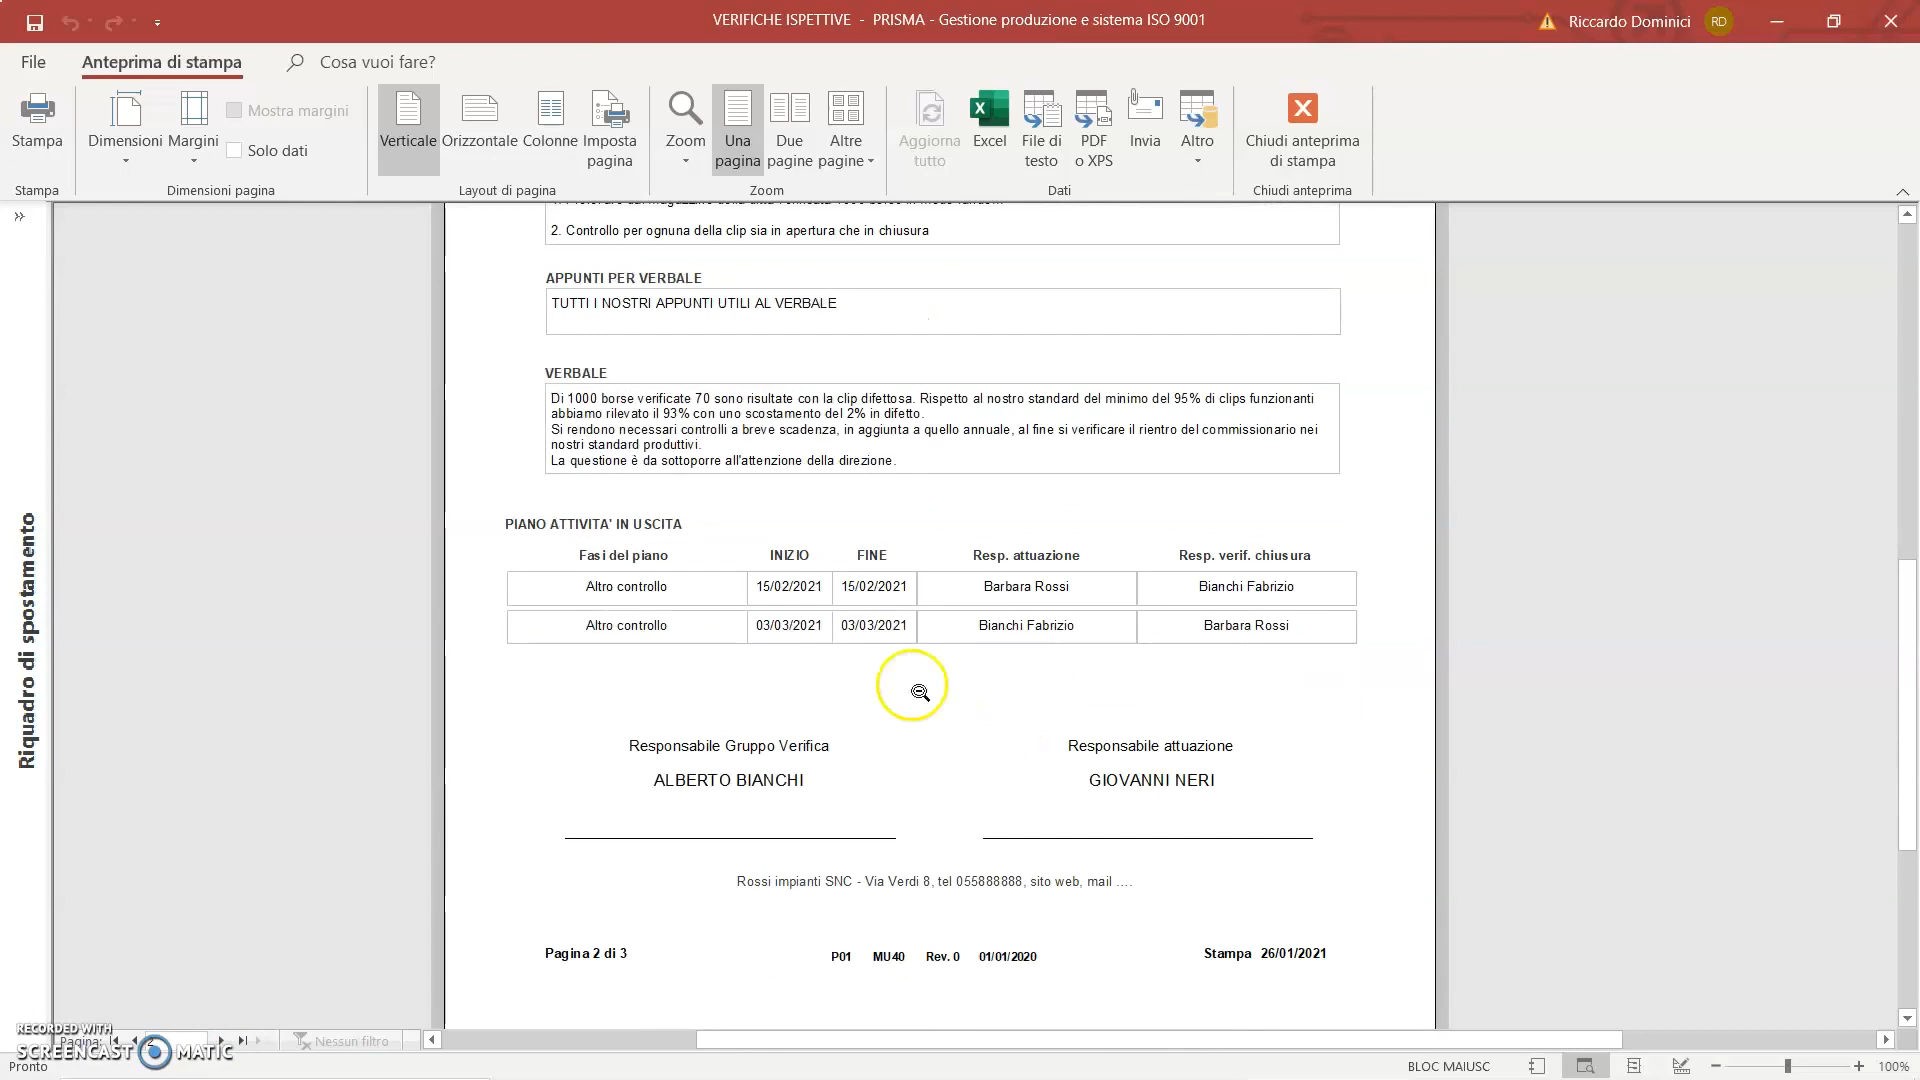 VERIFICHE ISPETTIVE - PRISMA - Gestione produzione e sistema ISO 9001
Riccardo Dominici
RD
File
Anteprima di stampa
Cosa vuoi fare?
Stampa
Dimensioni
Margini
Mostra margini
Solo dati
Verticale
Orizzontale
Colonne
Imposta pagina
Zoom
Una pagina
Due pagine
Altre pagine
Aggiorna tutto
Excel
File di testo
PDF o XPS
Invia
Altro
Chiudi anteprima di stampa
Stampa
Dimensioni pagina
Layout di pagina
Zoom
Dati
Chiudi anteprima
Riquadro di spostamento
2. Controllo per ognuna della clip sia in apertura che in chiusura
APPUNTI PER VERBALE
TUTTI I NOSTRI APPUNTI UTILI AL VERBALE
VERBALE
Di 1000 borse verificate 70 sono risultate con la clip difettosa. Rispetto al nostro standard del minimo del 95% di clips funzionanti
abbiamo rilevato il 93% con uno scostamento del 2% in difetto.
Si rendono necessari controlli a breve scadenza, in aggiunta a quello annuale, al fine si verificare il rientro del commissionario nei
nostri standard produttivi.
La questione è da sottoporre all'attenzione della direzione.
PIANO ATTIVITA' IN USCITA
Fasi del piano INIZIO FINE Resp. attuazione Resp. verif. chiusura
Altro controllo 15/02/2021 15/02/2021 Barbara Rossi Bianchi Fabrizio
Altro controllo 03/03/2021 03/03/2021 Bianchi Fabrizio Barbara Rossi
Responsabile Gruppo Verifica Responsabile attuazione
ALBERTO BIANCHI GIOVANNI NERI
Rossi impianti SNC - Via Verdi 8, tel 055888888, sito web, mail ....
Pagina 2 di 3 P01 MU40 Rev. 0 01/01/2020 Stampa 26/01/2021
RECORDED WITH
SCREENCAST MATIC
Pagina: 2 Nessun filtro
Pronto
BLOC MAIUSC
100%